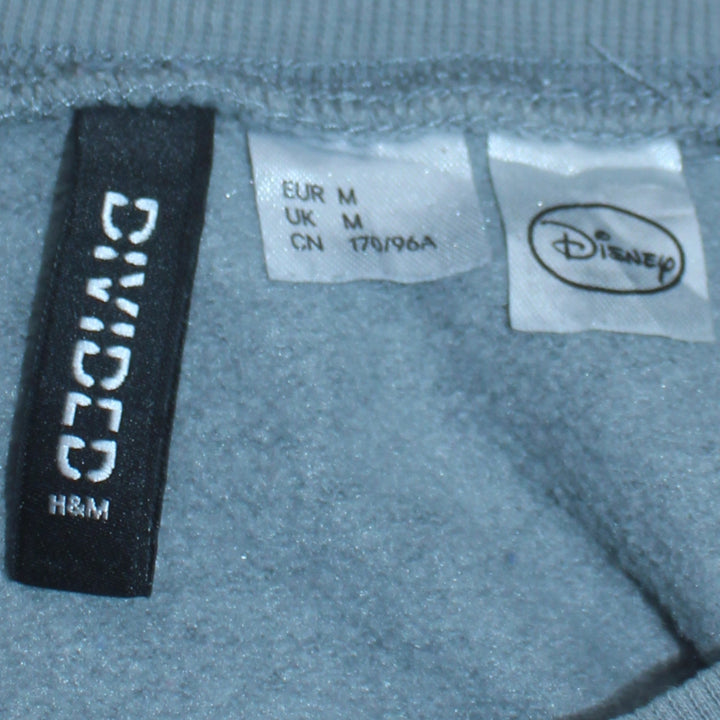 DIVIDED
H&M
EUR M
UK M
CN 170/96A
Disney